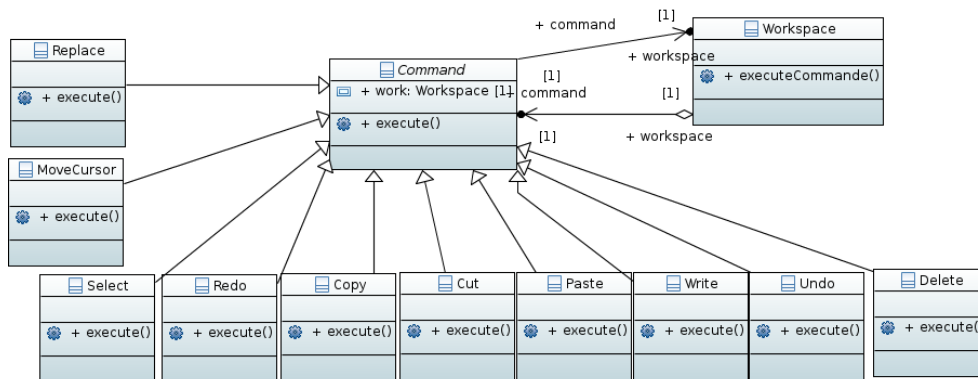 Replace
+ execute()
MoveCursor
+ execute()
Command
+ work: Workspace [1]
+ execute()
+ command
[1]
+ workspace
[1]
+ command
[1]
[1]
+ workspace
Workspace
+ executeCommande()
Select
+ execute()
Redo
+ execute()
Copy
+ execute()
Cut
+ execute()
Paste
+ execute()
Write
+ execute()
Undo
+ execute()
Delete
+ execute()